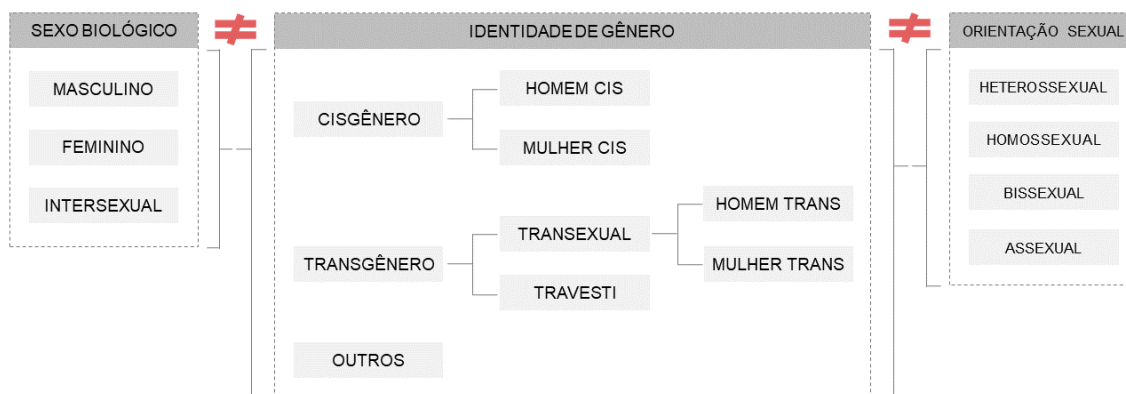 SEXO BIOLÓGICO
≠
IDENTIDADE DE GÊNERO
≠
ORIENTAÇÃO SEXUAL
MASCULINO
FEMININO
INTERSEXUAL
CISGÊNERO
HOMEM CIS
MULHER CIS
TRANSGÊNERO
TRANSEXUAL
HOMEM TRANS
MULHER TRANS
TRAVESTI
OUTROS
HETEROSSEXUAL
HOMOSSEXUAL
BISSEXUAL
ASSEXUAL